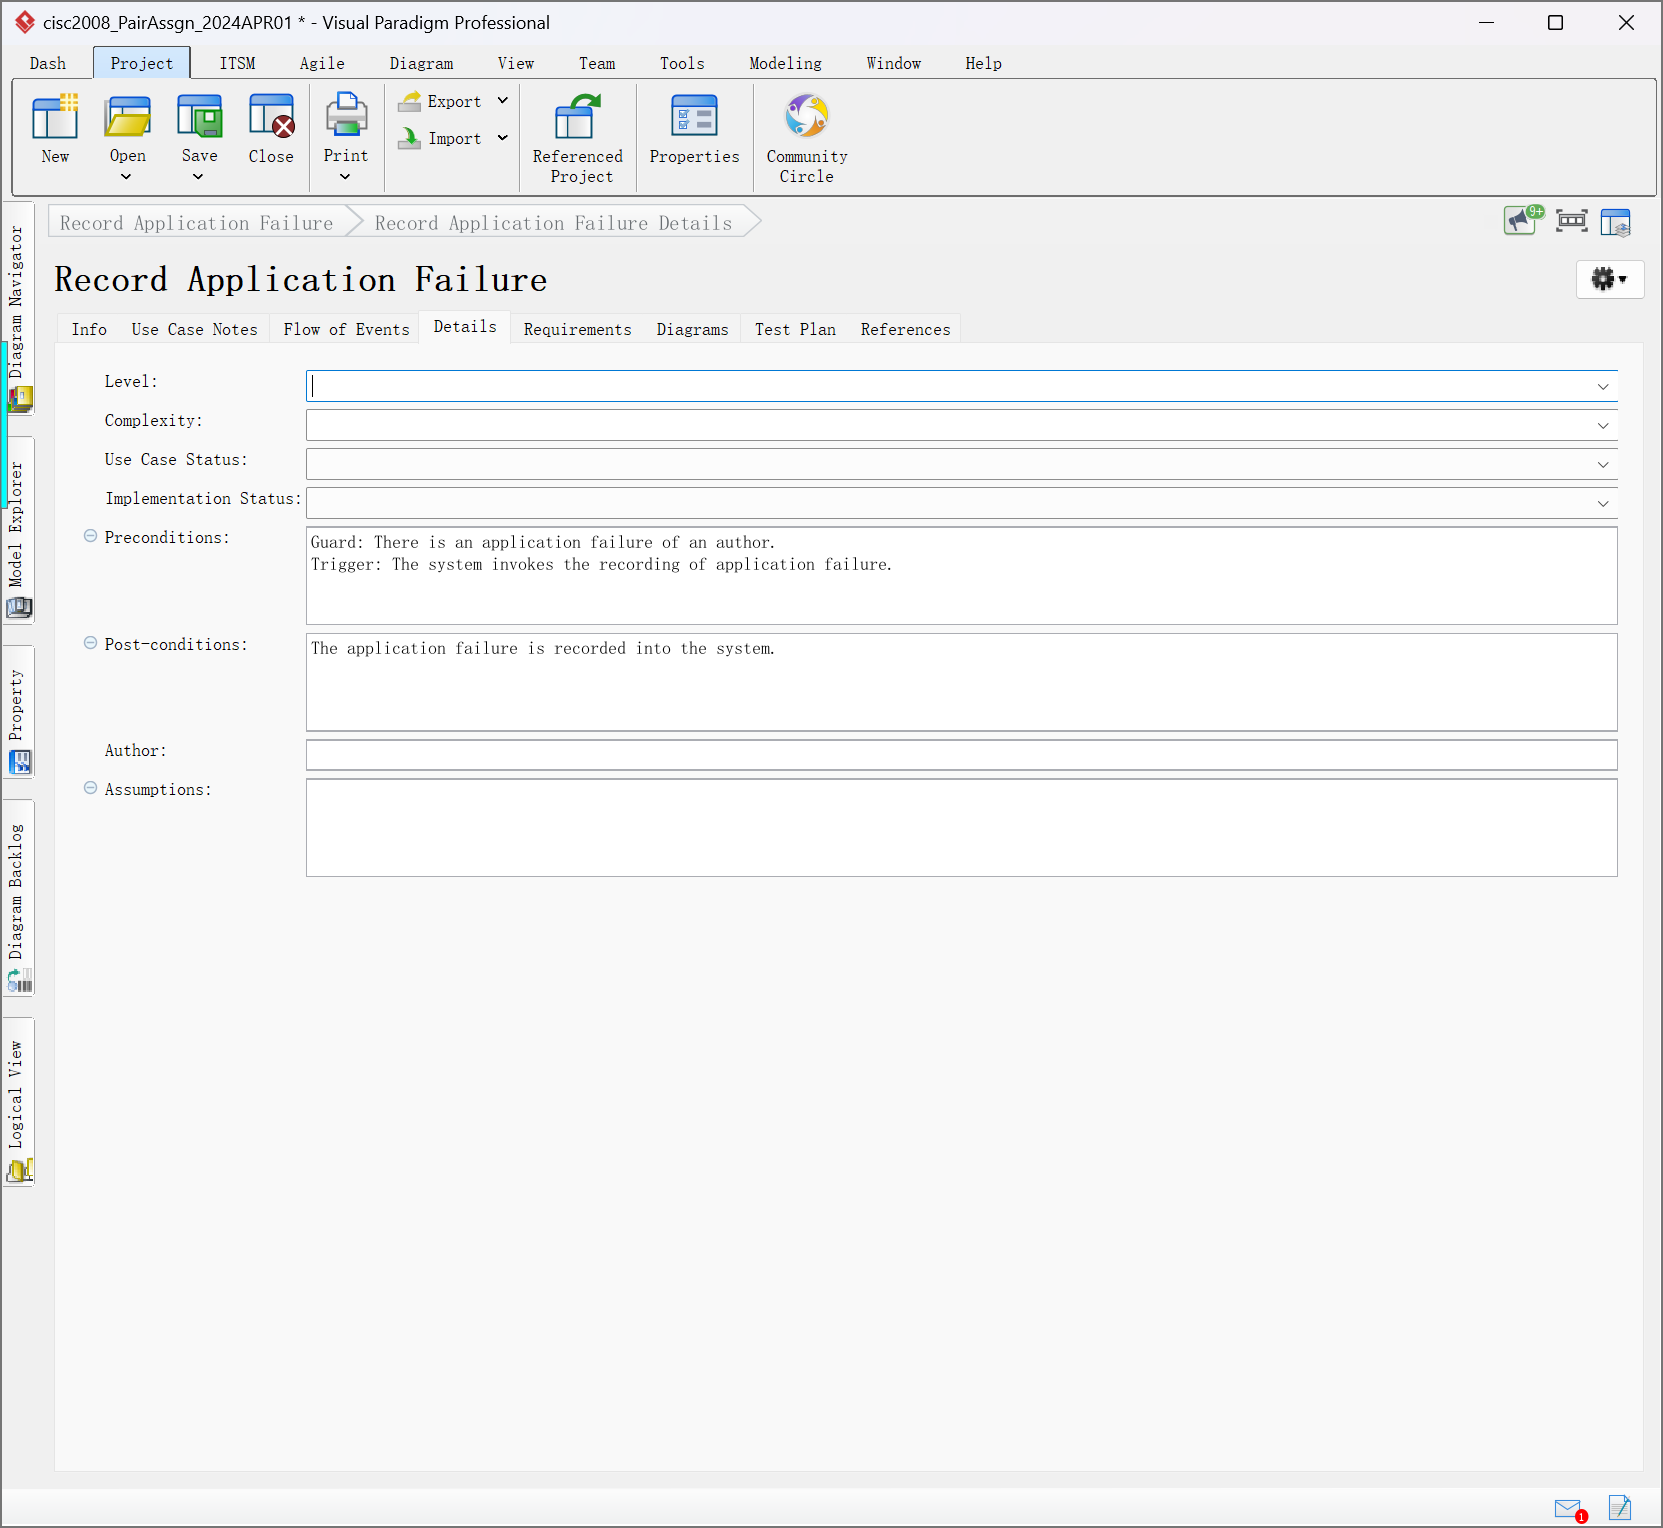 cisc2008_PairAssgn_2024APR01 * - Visual Paradigm Professional
Dash Project ITSM Agile Diagram View Team Tools Modeling Window Help
New Open Save Close Print Export Import Referenced Project Properties Community Circle
9+
Record Application Failure Record Application Failure Details
Record Application Failure
Info Use Case Notes Flow of Events Details Requirements Diagrams Test Plan References
Level:
Complexity:
Use Case Status:
Implementation Status:
Preconditions:
Guard: There is an application failure of an author.
Trigger: The system invokes the recording of application failure.
Post-conditions:
The application failure is recorded into the system.
Author:
Assumptions:
Diagram Navigator
Model Explorer
Property
Diagram Backlog
Logical View
1